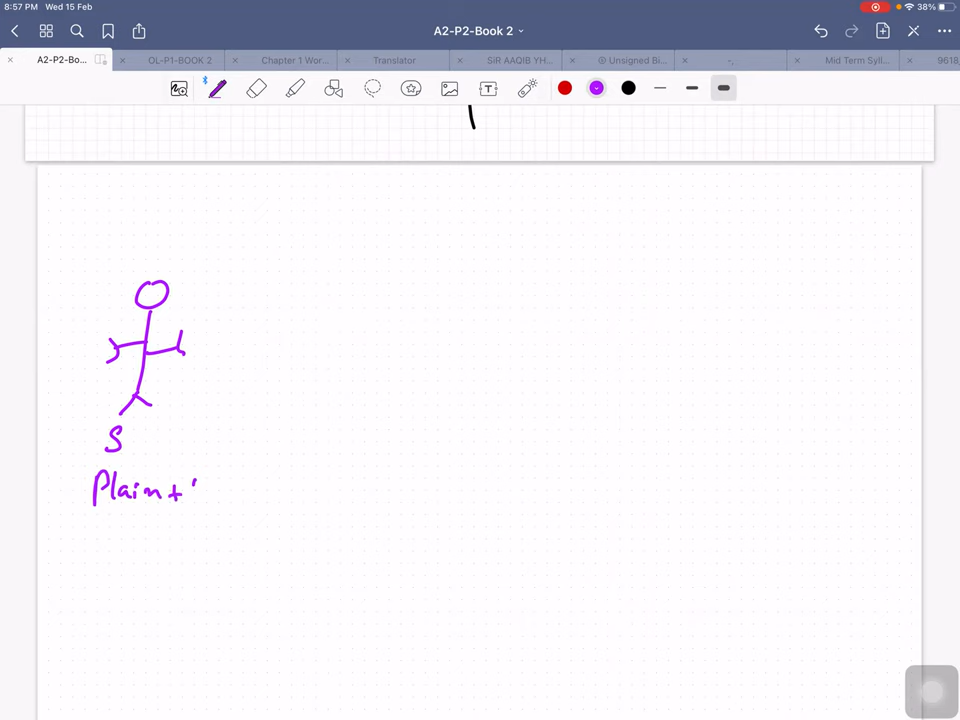 8:57 PM Wed 15 Feb
38%
A2-P2-Book 2
A2-P2-Bo...
OL-P1-BOOK 2
Chapter 1 Wor...
Translator
SiR AAQIB YH...
Unsigned Bi...
-,
Mid Term Syll...
9618
T
S
Plain t